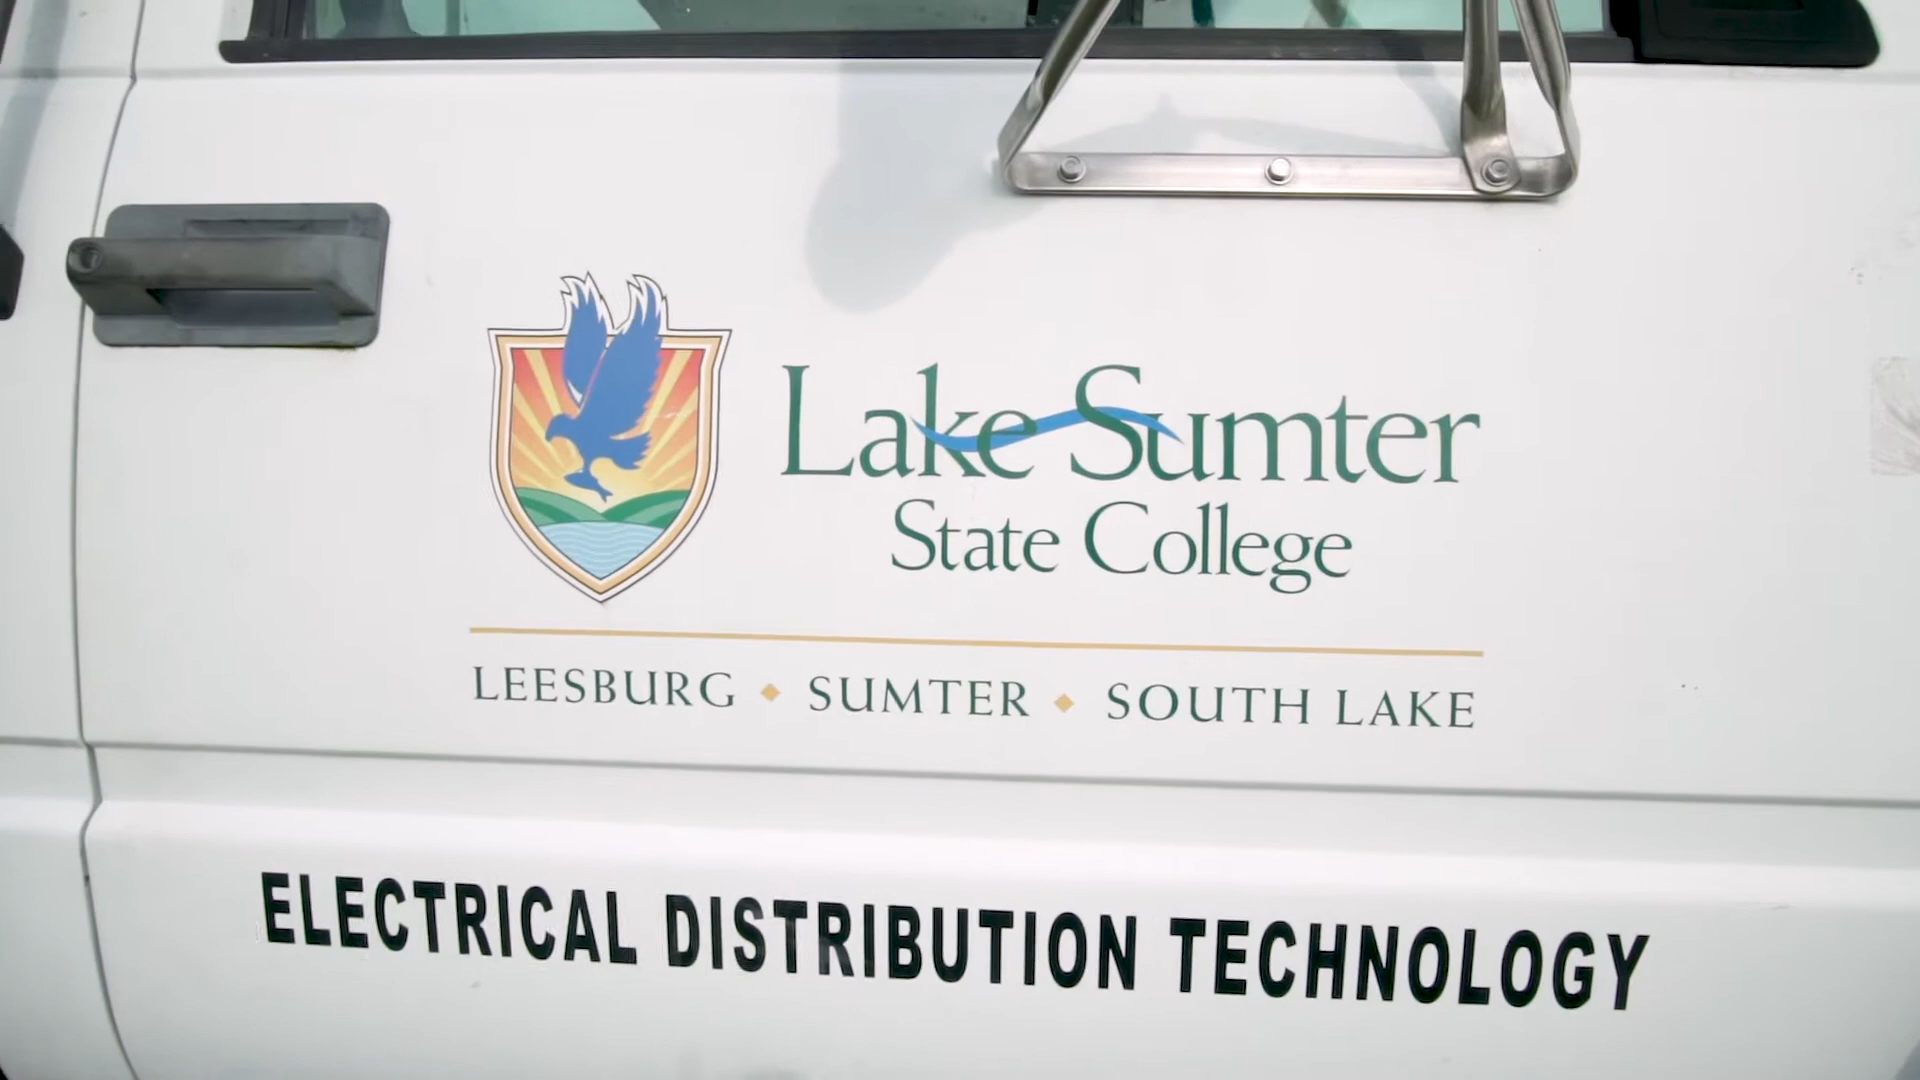 Lake Sumter
State College
LEESBURG ◆ SUMTER ◆ SOUTH LAKE
ELECTRICAL DISTRIBUTION TECHNOLOGY